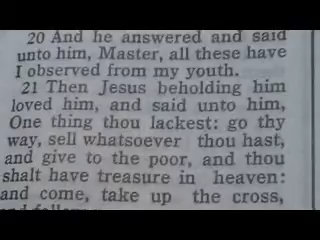 20 And he answered and said
unto him, Master, all these have
I observed from my youth.
21 Then Jesus beholding him
loved him, and said unto him,
One thing thou lackest: go thy
way, sell whatsoever thou hast,
and give to the poor, and thou
shalt have treasure in heaven:
and come, take up the cross,